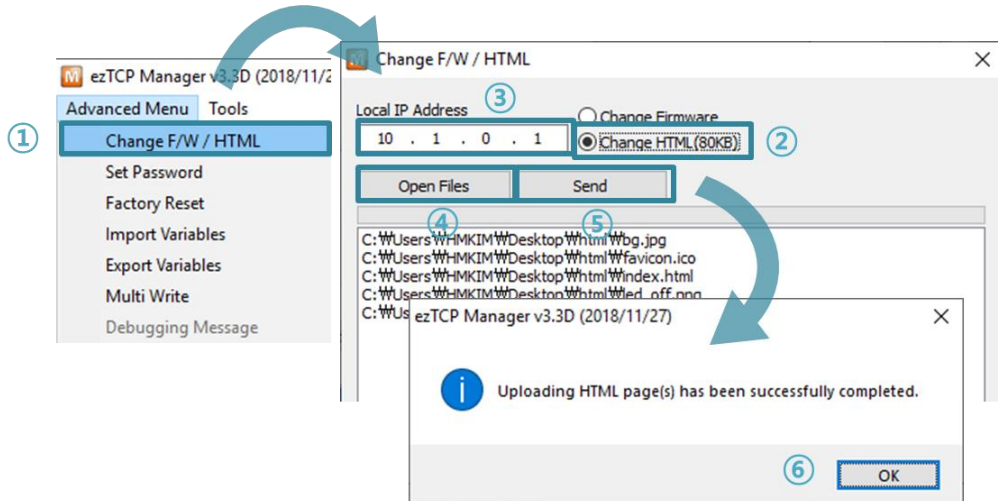 ezTCP Manager v3.3D (2018/11/2
Advanced Menu Tools
① Change F/W / HTML
Set Password
Factory Reset
Import Variables
Export Variables
Multi Write
Debugging Message
M Change F/W / HTML
Local IP Address ③
Change Firmware
10 . 1 . 0 . 1
Change HTML(80KB) ②
Open Files Send
④ ⑤
C:₩Users₩HMKIM₩Desktop₩html₩bg.jpg
C:₩Users₩HMKIM₩Desktop₩html₩favicon.ico
C:₩Users₩HMKIM₩Desktop₩html₩index.html
C:₩Users₩HMKIM₩Desktop₩html₩led_off.png
C:₩Us
ezTCP Manager v3.3D (2018/11/27)
Uploading HTML page(s) has been successfully completed.
⑥ OK